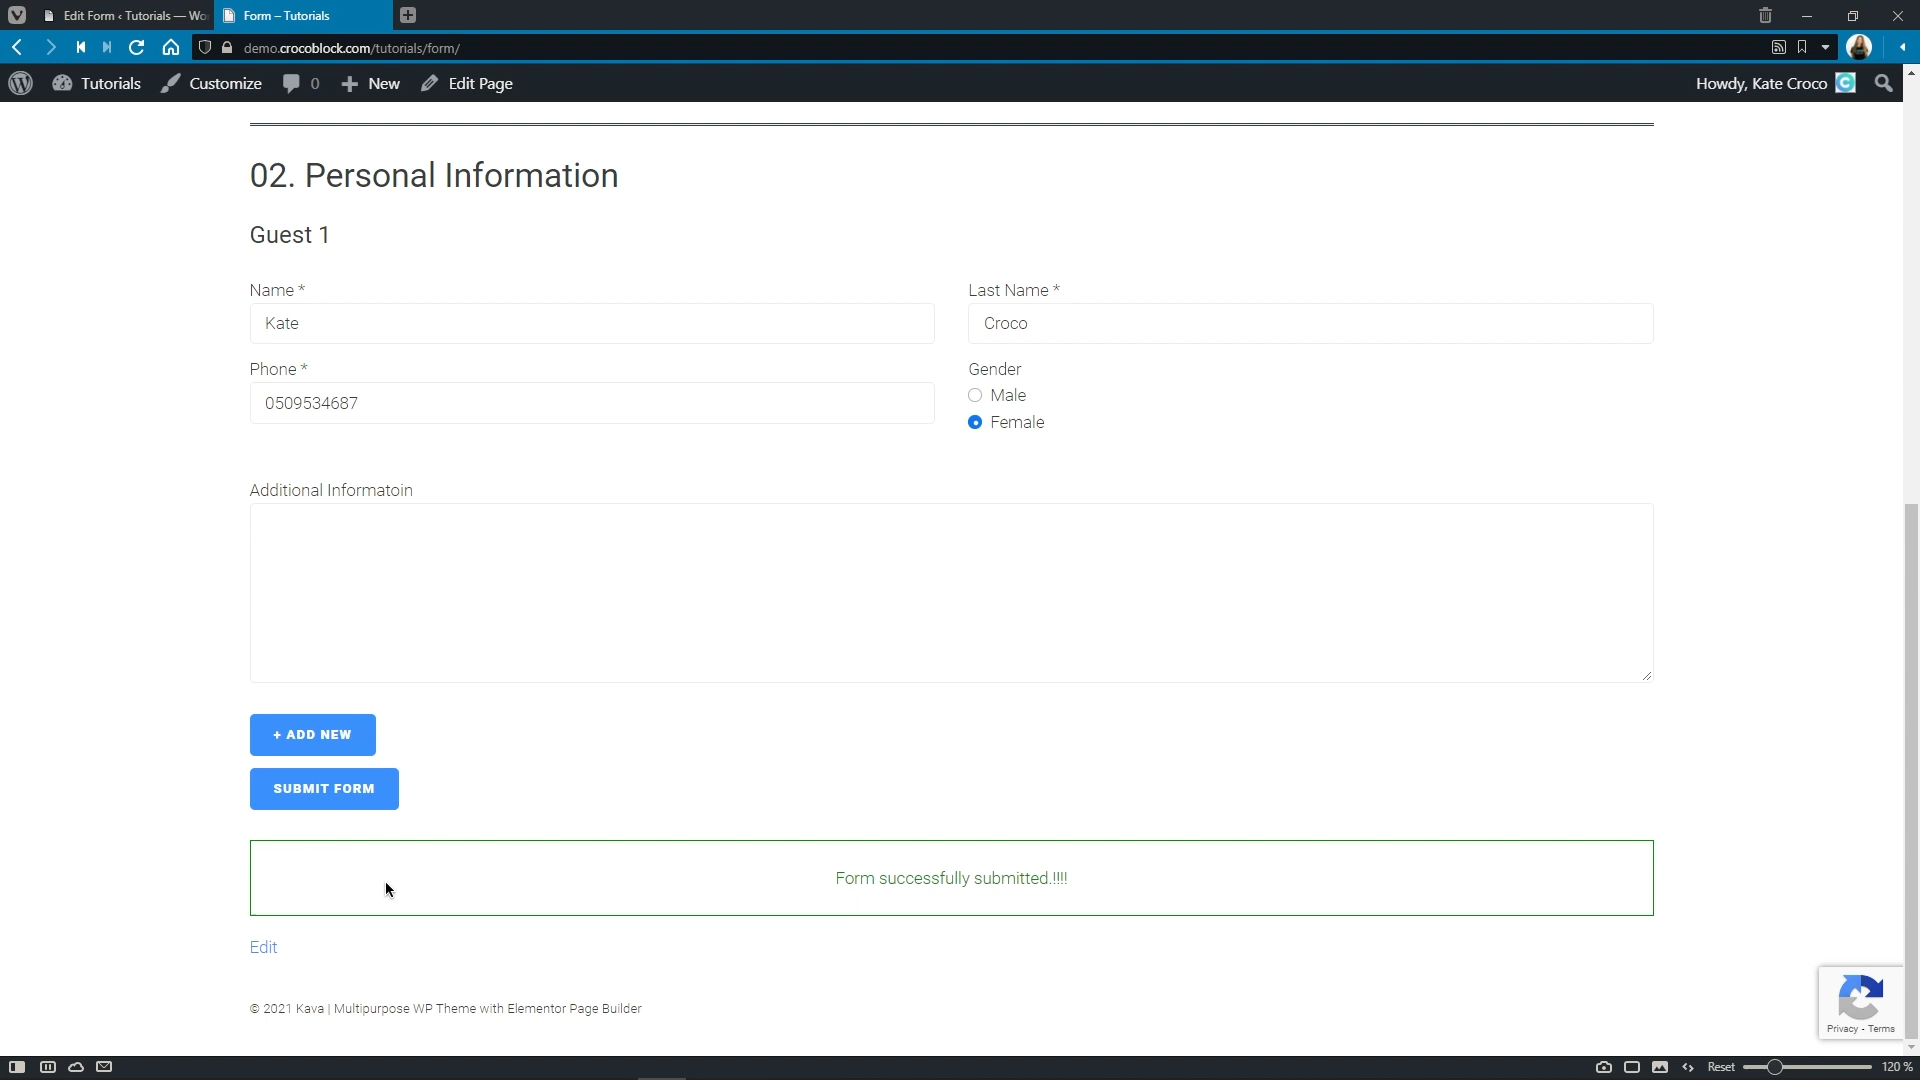 Edit Form ‹ Tutorials — Wo
Form – Tutorials
demo.crocoblock.com/tutorials/form/
Tutorials
Customize
0
New
Edit Page
Howdy, Kate Croco
02. Personal Information
Guest 1
Name *
Last Name *
Kate
Croco
Phone *
Gender
0509534687
Male
Female
Additional Informatoin
+ ADD NEW
SUBMIT FORM
Form successfully submitted.!!!!
Edit
© 2021 Kava | Multipurpose WP Theme with Elementor Page Builder
Privacy - Terms
Reset
120 %